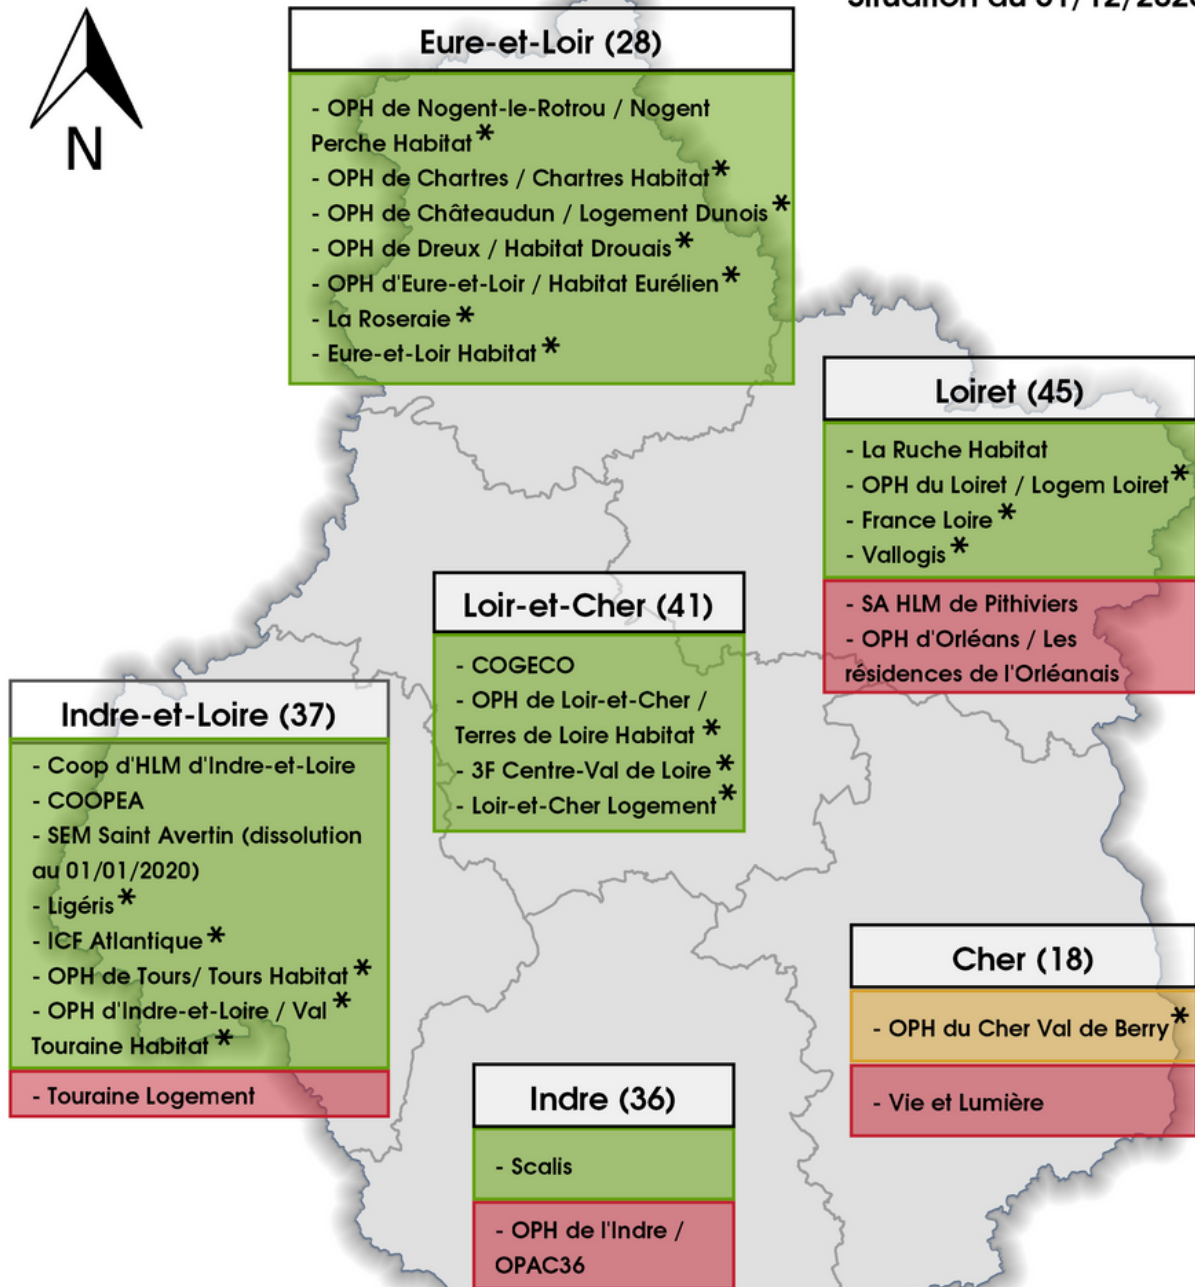 N
Eure-et-Loir (28)
- OPH de Nogent-le-Rotrou / Nogent
Perche Habitat *
- OPH de Chartres / Chartres Habitat *
- OPH de Châteaudun / Logement Dunois *
- OPH de Dreux / Habitat Drouais *
- OPH d'Eure-et-Loir / Habitat Eurélien *
- La Roseraie *
- Eure-et-Loir Habitat *
Loiret (45)
- La Ruche Habitat
- OPH du Loiret / Logem Loiret *
- France Loire *
- Vallogis *
- SA HLM de Pithiviers
- OPH d'Orléans / Les
résidences de l'Orléanais
Loir-et-Cher (41)
- COGECO
- OPH de Loir-et-Cher /
Terres de Loire Habitat *
- 3F Centre-Val de Loire *
- Loir-et-Cher Logement *
Indre-et-Loire (37)
- Coop d'HLM d'Indre-et-Loire
- COOPEA
- SEM Saint Avertin (dissolution
au 01/01/2020)
- Ligéris *
- ICF Atlantique *
- OPH de Tours/ Tours Habitat *
- OPH d'Indre-et-Loire / Val *
Touraine Habitat *
- Touraine Logement
Cher (18)
- OPH du Cher Val de Berry *
- Vie et Lumière
Indre (36)
- Scalis
- OPH de l'Indre /
OPAC36